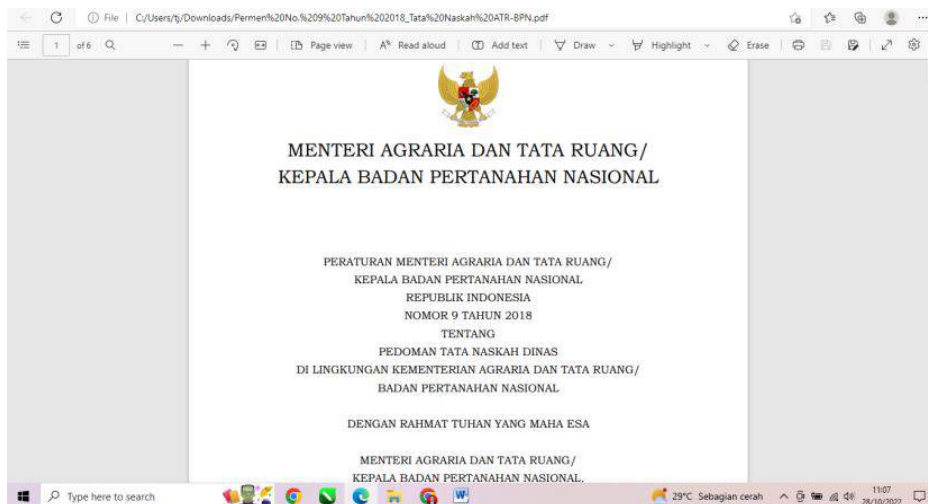 File | C:/Users/tj/Downloads/Permen%20No.%209%20Tahun%202018_Tata%20Naskah%20ATR-BPN.pdf
1 of 6 Page view Read aloud Add text Draw Highlight Erase
MENTERI AGRARIA DAN TATA RUANG/
KEPALA BADAN PERTANAHAN NASIONAL
PERATURAN MENTERI AGRARIA DAN TATA RUANG/
KEPALA BADAN PERTANAHAN NASIONAL
REPUBLIK INDONESIA
NOMOR 9 TAHUN 2018
TENTANG
PEDOMAN TATA NASKAH DINAS
DI LINGKUNGAN KEMENTERIAN AGRARIA DAN TATA RUANG/
BADAN PERTANAHAN NASIONAL
DENGAN RAHMAT TUHAN YANG MAHA ESA
MENTERI AGRARIA DAN TATA RUANG/
KEPALA BADAN PERTANAHAN NASIONAL,
Type here to search 29°C Sebagian cerah 11:07
28/10/2022